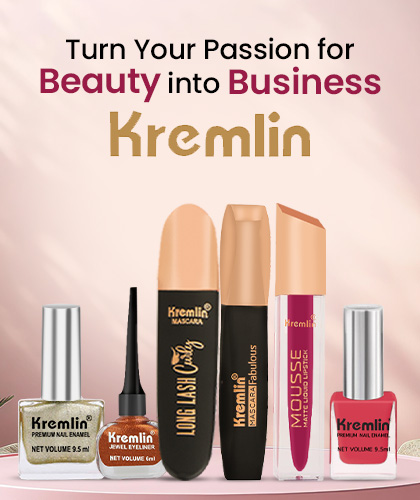 Turn Your Passion for
Beauty into Business
Kremlin
Kremlin®
PREMIUM NAIL ENAMEL
NET VOLUME 9.5 ml
Kremlin®
JEWEL EYELINER
NET VOLUME 6ml
Kremlin®
MASCARA
LONG LASH Curly
Kremlin®
MASCARA Fabulous
Kremlin®
MOUSSE
MATTE LIQUID LIPSTICK
Kremlin®
PREMIUM NAIL ENAMEL
NET VOLUME 9.5ml